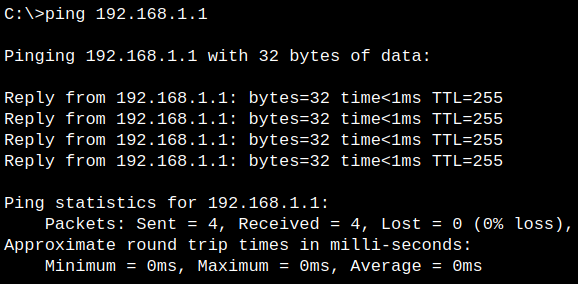 C:\>ping 192.168.1.1
Pinging 192.168.1.1 with 32 bytes of data:
Reply from 192.168.1.1: bytes=32 time<1ms TTL=255
Reply from 192.168.1.1: bytes=32 time<1ms TTL=255
Reply from 192.168.1.1: bytes=32 time<1ms TTL=255
Reply from 192.168.1.1: bytes=32 time<1ms TTL=255
Ping statistics for 192.168.1.1:
    Packets: Sent = 4, Received = 4, Lost = 0 (0% loss),
Approximate round trip times in milli-seconds:
    Minimum = 0ms, Maximum = 0ms, Average = 0ms